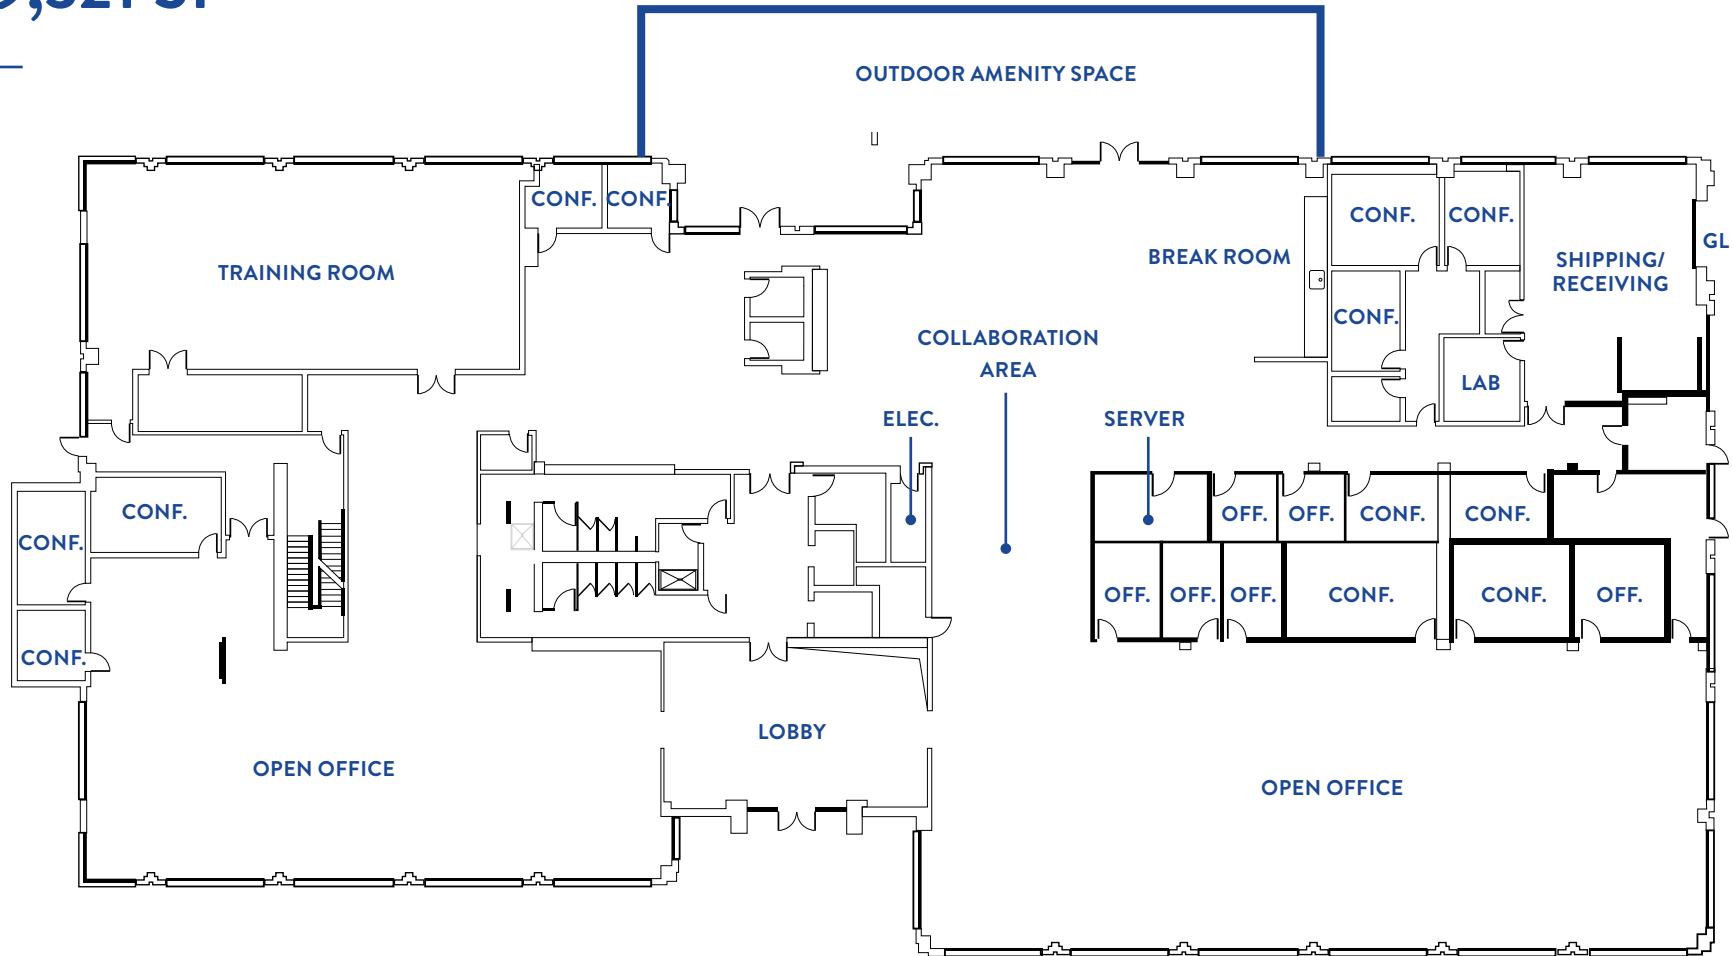 OUTDOOR AMENITY SPACE
CONF. CONF.
CONF. CONF.
GL
TRAINING ROOM
BREAK ROOM
SHIPPING/
RECEIVING
CONF.
COLLABORATION
AREA
LAB
ELEC.
SERVER
CONF.
OFF. OFF. CONF. CONF.
CONF.
OFF. OFF. OFF. CONF. CONF. OFF.
CONF.
LOBBY
OPEN OFFICE
OPEN OFFICE